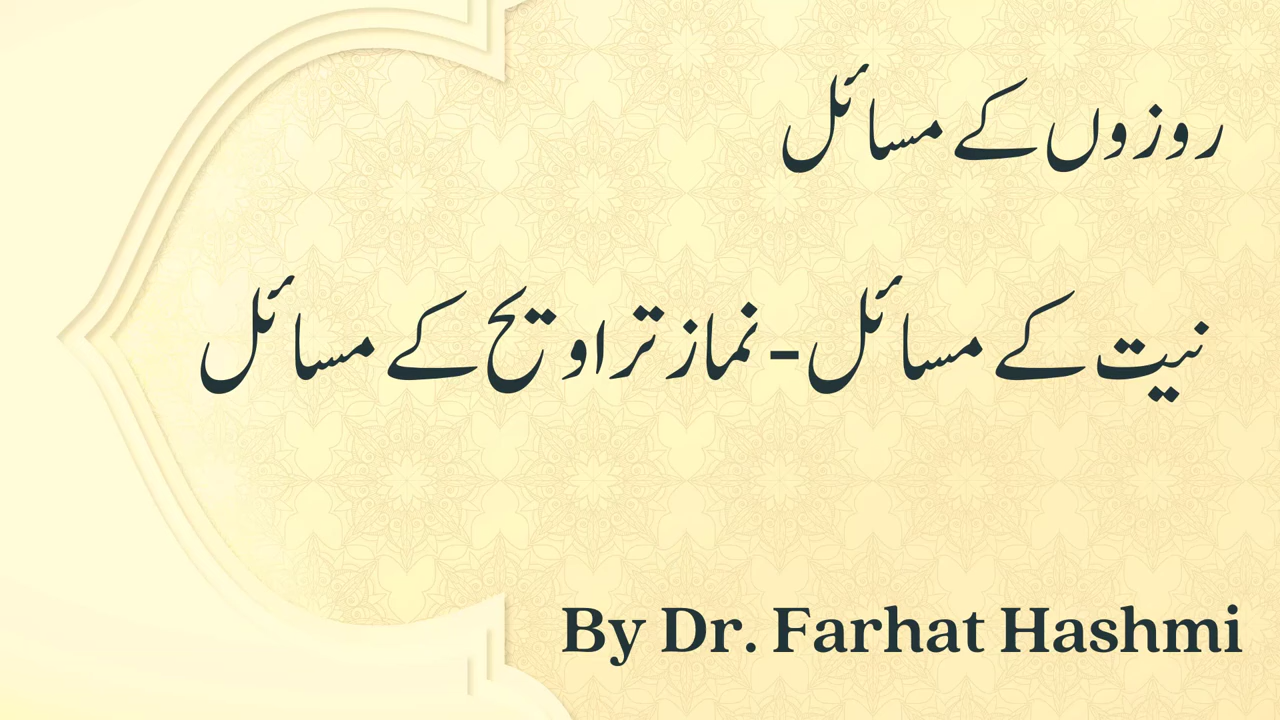 روزوں کے مسائل
نیت کے مسائل - نماز تراویح کے مسائل
By Dr. Farhat Hashmi